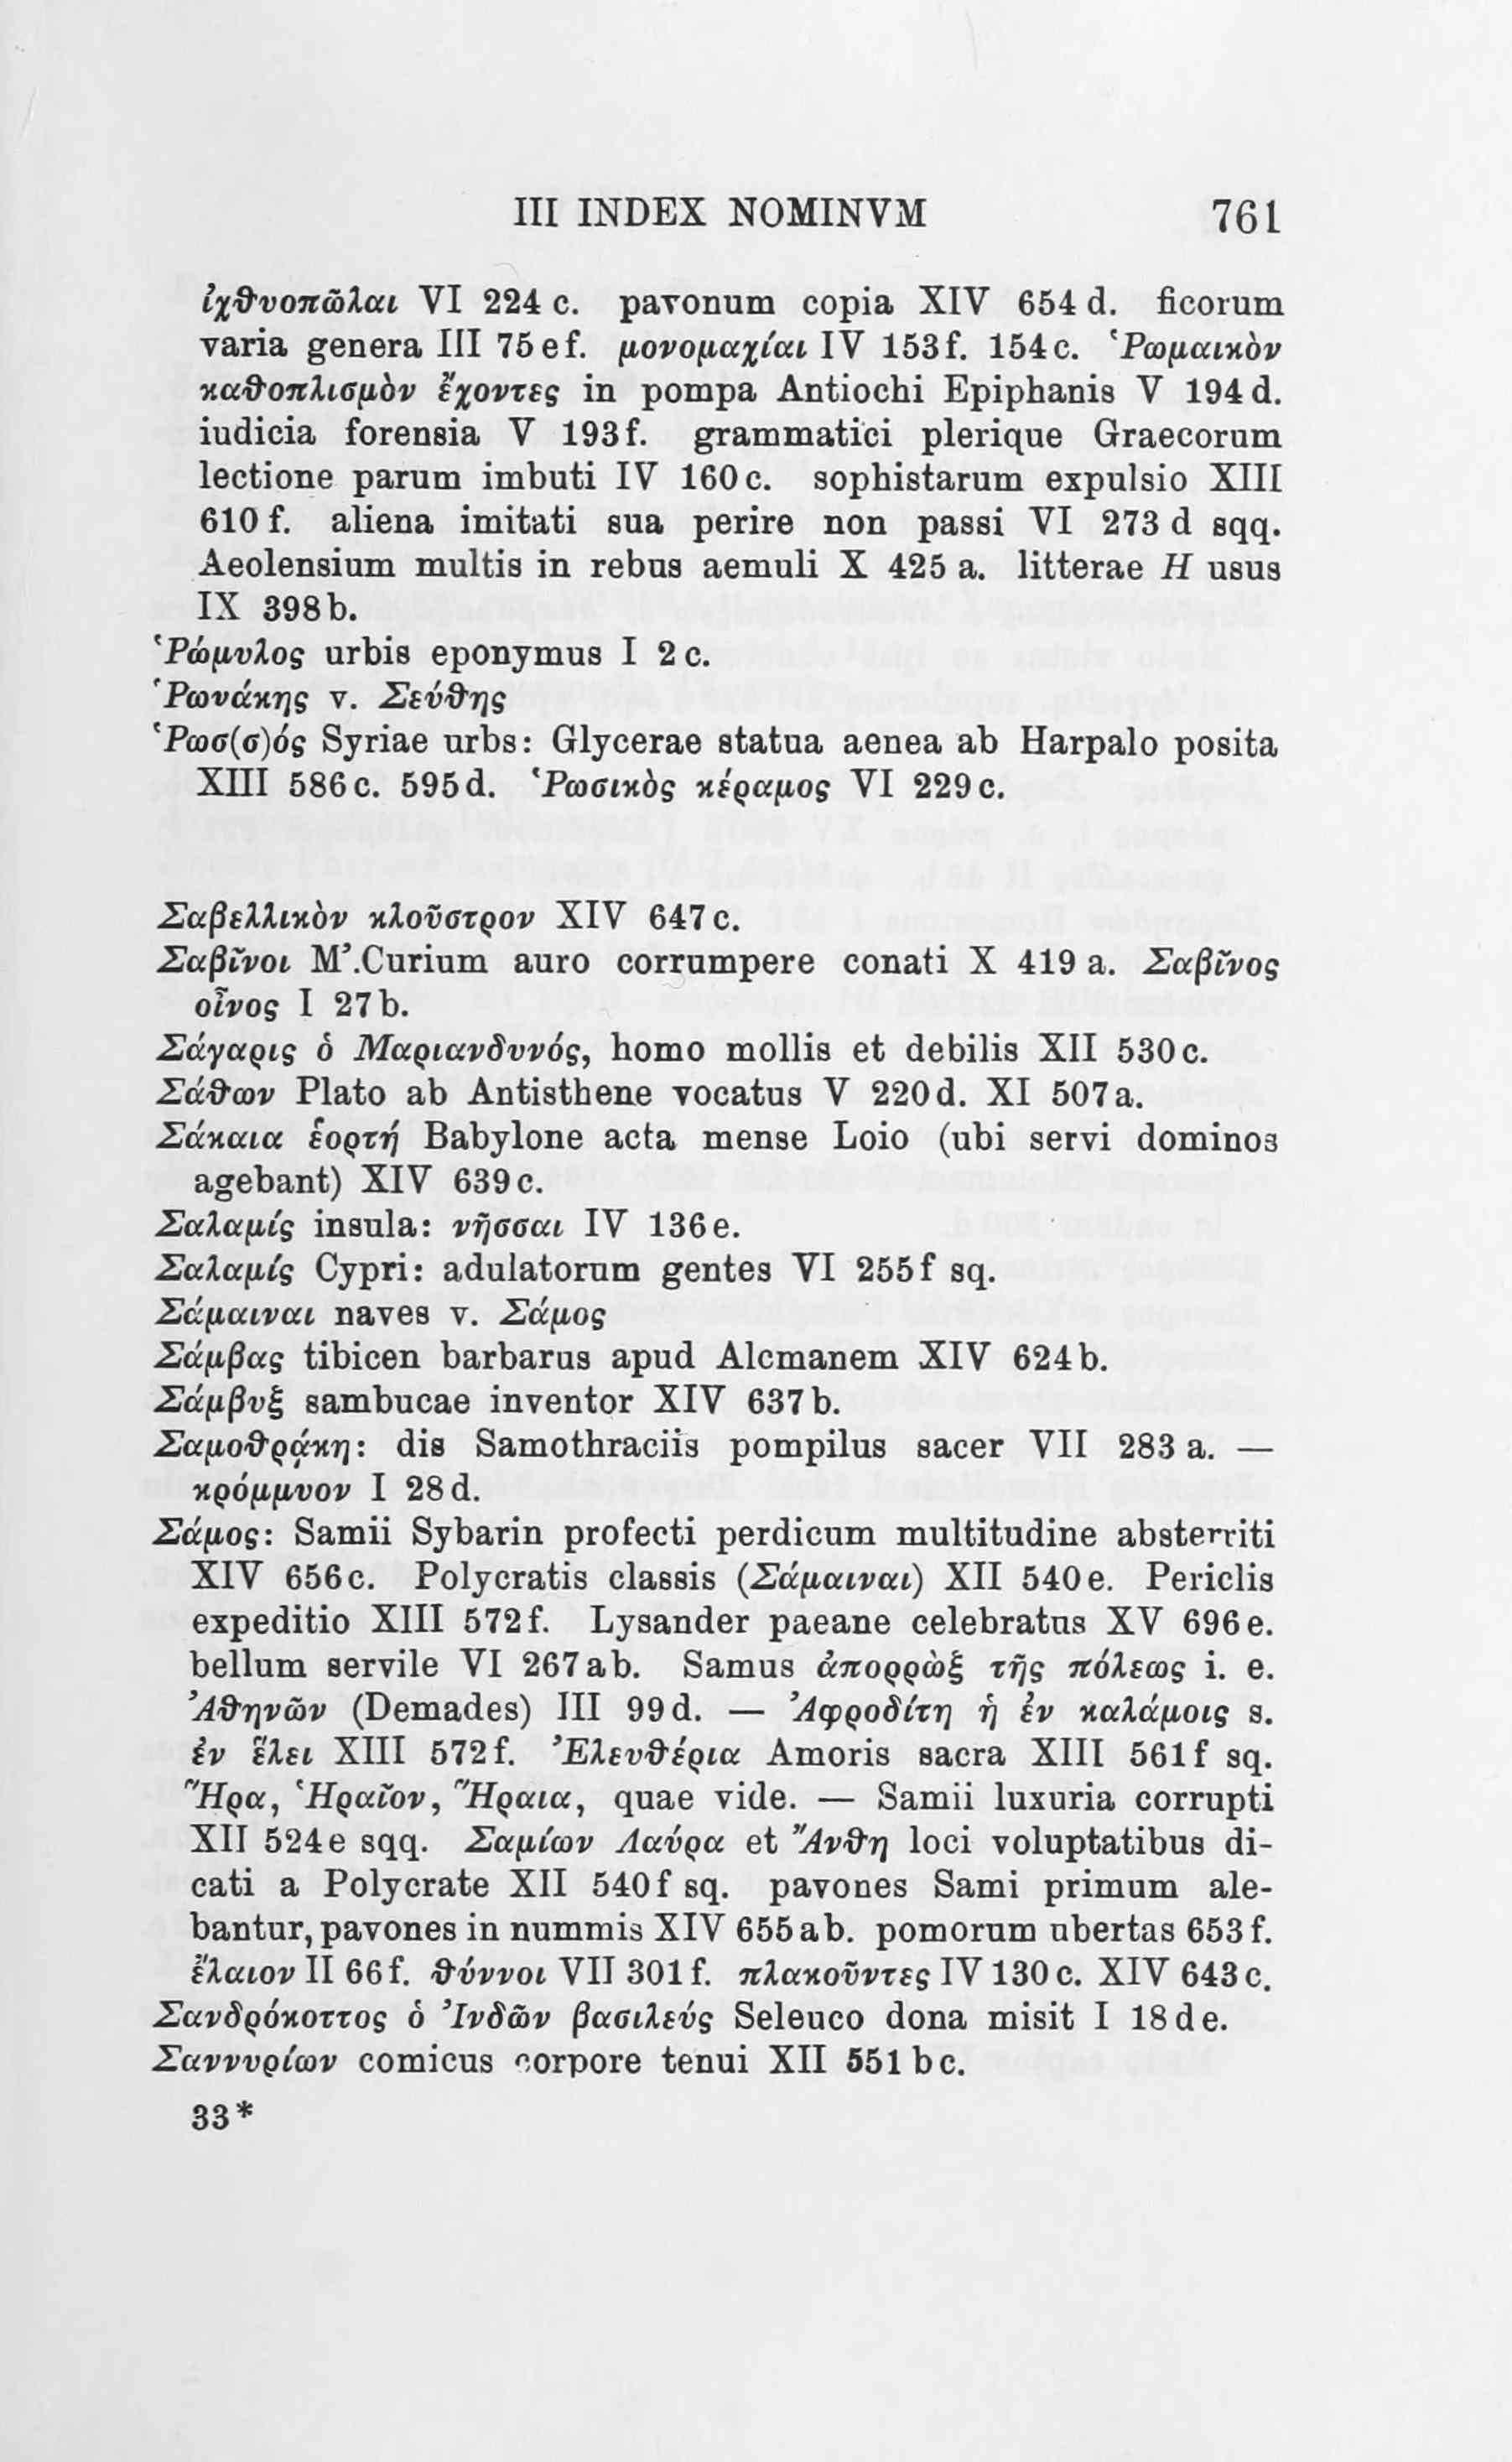 III INDEX NOMINVM 761
ἰχθυοπῶλαι VI 224 c. pavonum copia XIV 654 d. ficorum
varia genera III 75 e f. μονομαχίαι IV 153 f. 154 c. Ῥωμαικὸν
καθοπλισμὸν ἔχοντες in pompa Antiochi Epiphanis V 194 d.
iudicia forensia V 193 f. grammatici plerique Graecorum
lectione parum imbuti IV 160 c. sophistarum expulsio XIII
610 f. aliena imitati sua perire non passi VI 273 d sqq.
Aeolensium multis in rebus aemuli X 425 a. litterae H usus
IX 398 b.
Ῥώμυλος urbis eponymus I 2 c.
Ῥωνάκης v. Σεύθης
Ῥωσ(σ)ός Syriae urbs: Glycerae statua aenea ab Harpalo posita
XIII 586 c. 595 d. Ῥωσικὸς κέραμος VI 229 c.
Σαβελλικὸν κλοῦστρον XIV 647 c.
Σαβῖνοι M’.Curium auro corrumpere conati X 419 a. Σαβῖνος
οἶνος I 27 b.
Σάγαρις ὁ Μαριανδυνός, homo mollis et debilis XII 530 c.
Σάθων Plato ab Antisthene vocatus V 220 d. XI 507 a.
Σάκαια ἑορτή Babylone acta mense Loio (ubi servi dominos
agebant) XIV 639 c.
Σαλαμίς insula: νῆσσαι IV 136 e.
Σαλαμίς Cypri: adulatorum gentes VI 255 f sq.
Σάμαιναι naves v. Σάμος
Σάμβας tibicen barbarus apud Alcmanem XIV 624 b.
Σάμβυξ sambucae inventor XIV 637 b.
Σαμοθρᾴκη: dis Samothraciis pompilus sacer VII 283 a. —
κρόμμυον I 28 d.
Σάμος: Samii Sybarin profecti perdicum multitudine absterriti
XIV 656 c. Polycratis classis (Σάμαιναι) XII 540 e. Periclis
expeditio XIII 572 f. Lysander paeane celebratus XV 696 e.
bellum servile VI 267 a b. Samus ἀπορρὼξ τῆς πόλεως i. e.
Ἀθηνῶν (Demades) III 99 d. — Ἀφροδίτη ἡ ἐν καλάμοις s.
ἐν ἕλει XIII 572 f. Ἐλευθέρια Amoris sacra XIII 561 f sq.
Ἥρα, Ἡραῖον, Ἥραια, quae vide. — Samii luxuria corrupti
XII 524 e sqq. Σαμίων Λαύρα et Ἄνθη loci voluptatibus di-
cati a Polycrate XII 540 f sq. pavones Sami primum ale-
bantur, pavones in nummis XIV 655 a b. pomorum ubertas 653 f.
ἔλαιον II 66 f. θύννοι VII 301 f. πλακοῦντες IV 130 c. XIV 643 c.
Σανδρόκοττος ὁ Ἰνδῶν βασιλεύς Seleuco dona misit I 18 d e.
Σαννυρίων comicus corpore tenui XII 551 b c.
33*